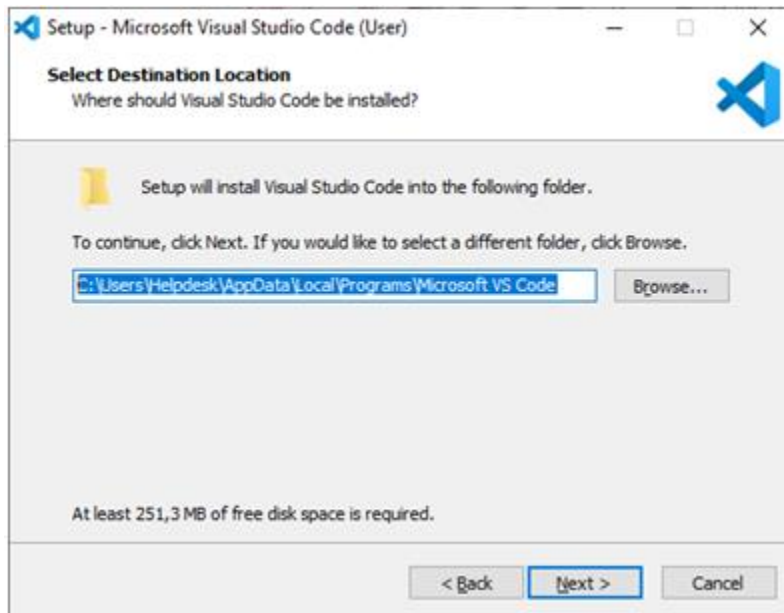 Setup - Microsoft Visual Studio Code (User)
Select Destination Location
Where should Visual Studio Code be installed?
Setup will install Visual Studio Code into the following folder.
To continue, click Next. If you would like to select a different folder, click Browse.
C:\Users\Helpdesk\AppData\Local\Programs\Microsoft VS Code
Browse...
At least 251,3 MB of free disk space is required.
< Back
Next >
Cancel